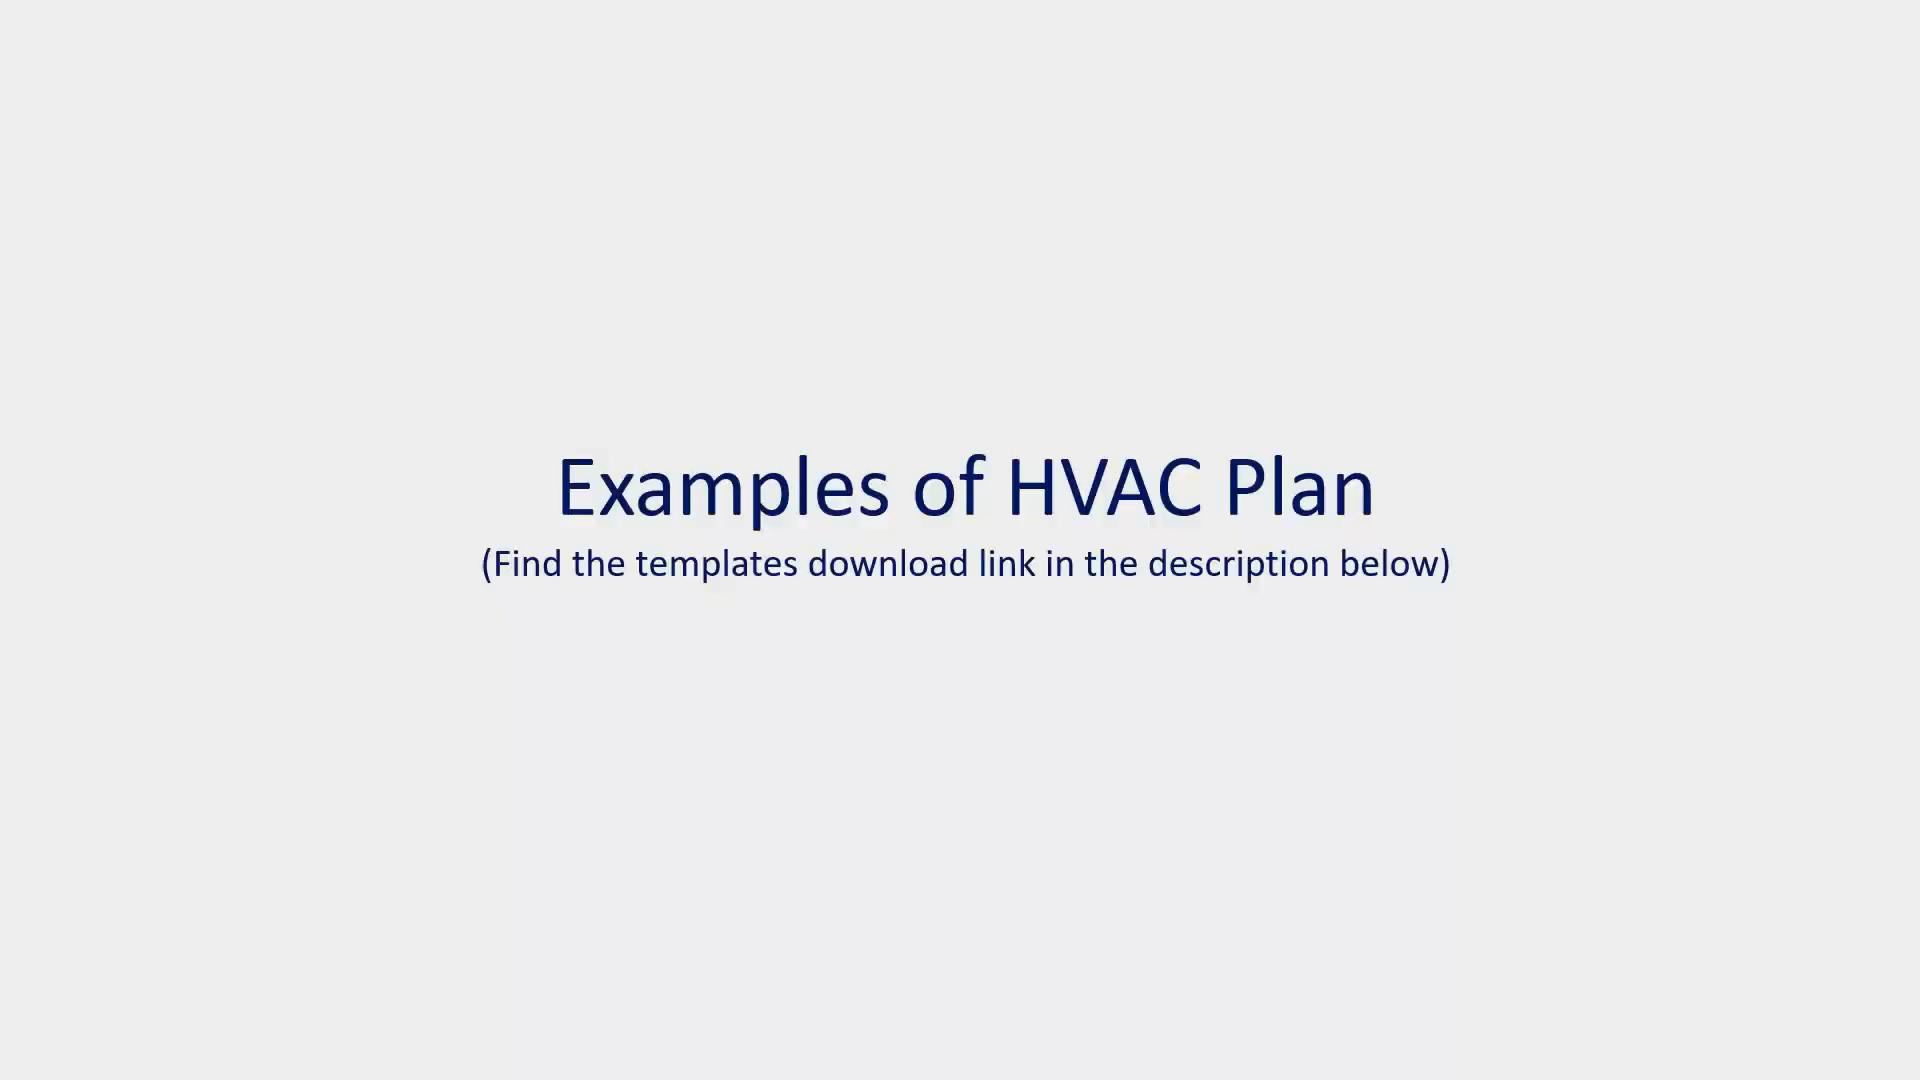 Examples of HVAC Plan
(Find the templates download link in the description below)